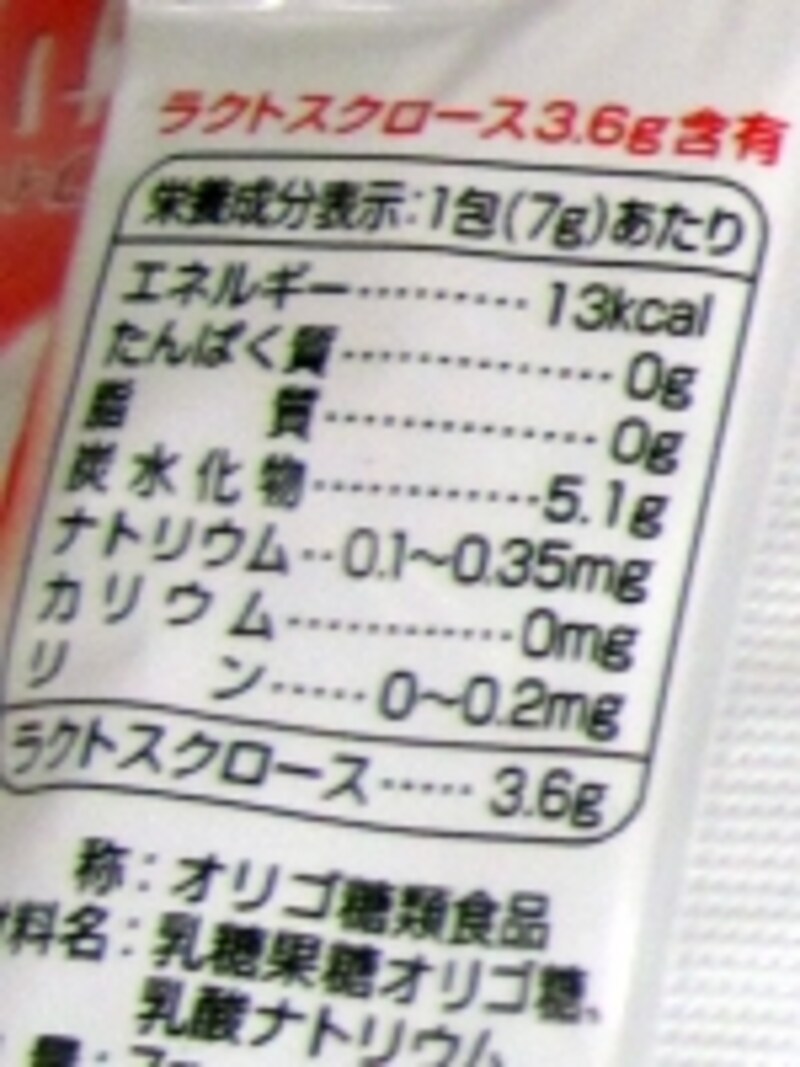 ラクトスクロース3.6g含有
栄養成分表示:1包(7g)あたり
エネルギー………13kcal
たんぱく質…………0g
脂質…………0g
炭水化物…………5.1g
ナトリウム‥0.1~0.35mg
カリウム…………0mg
リン……0~0.2mg
ラクトスクロース……3.6g
称:オリゴ糖類食品
料名:乳糖果糖オリゴ糖、
乳酸ナトリウム
量:7g